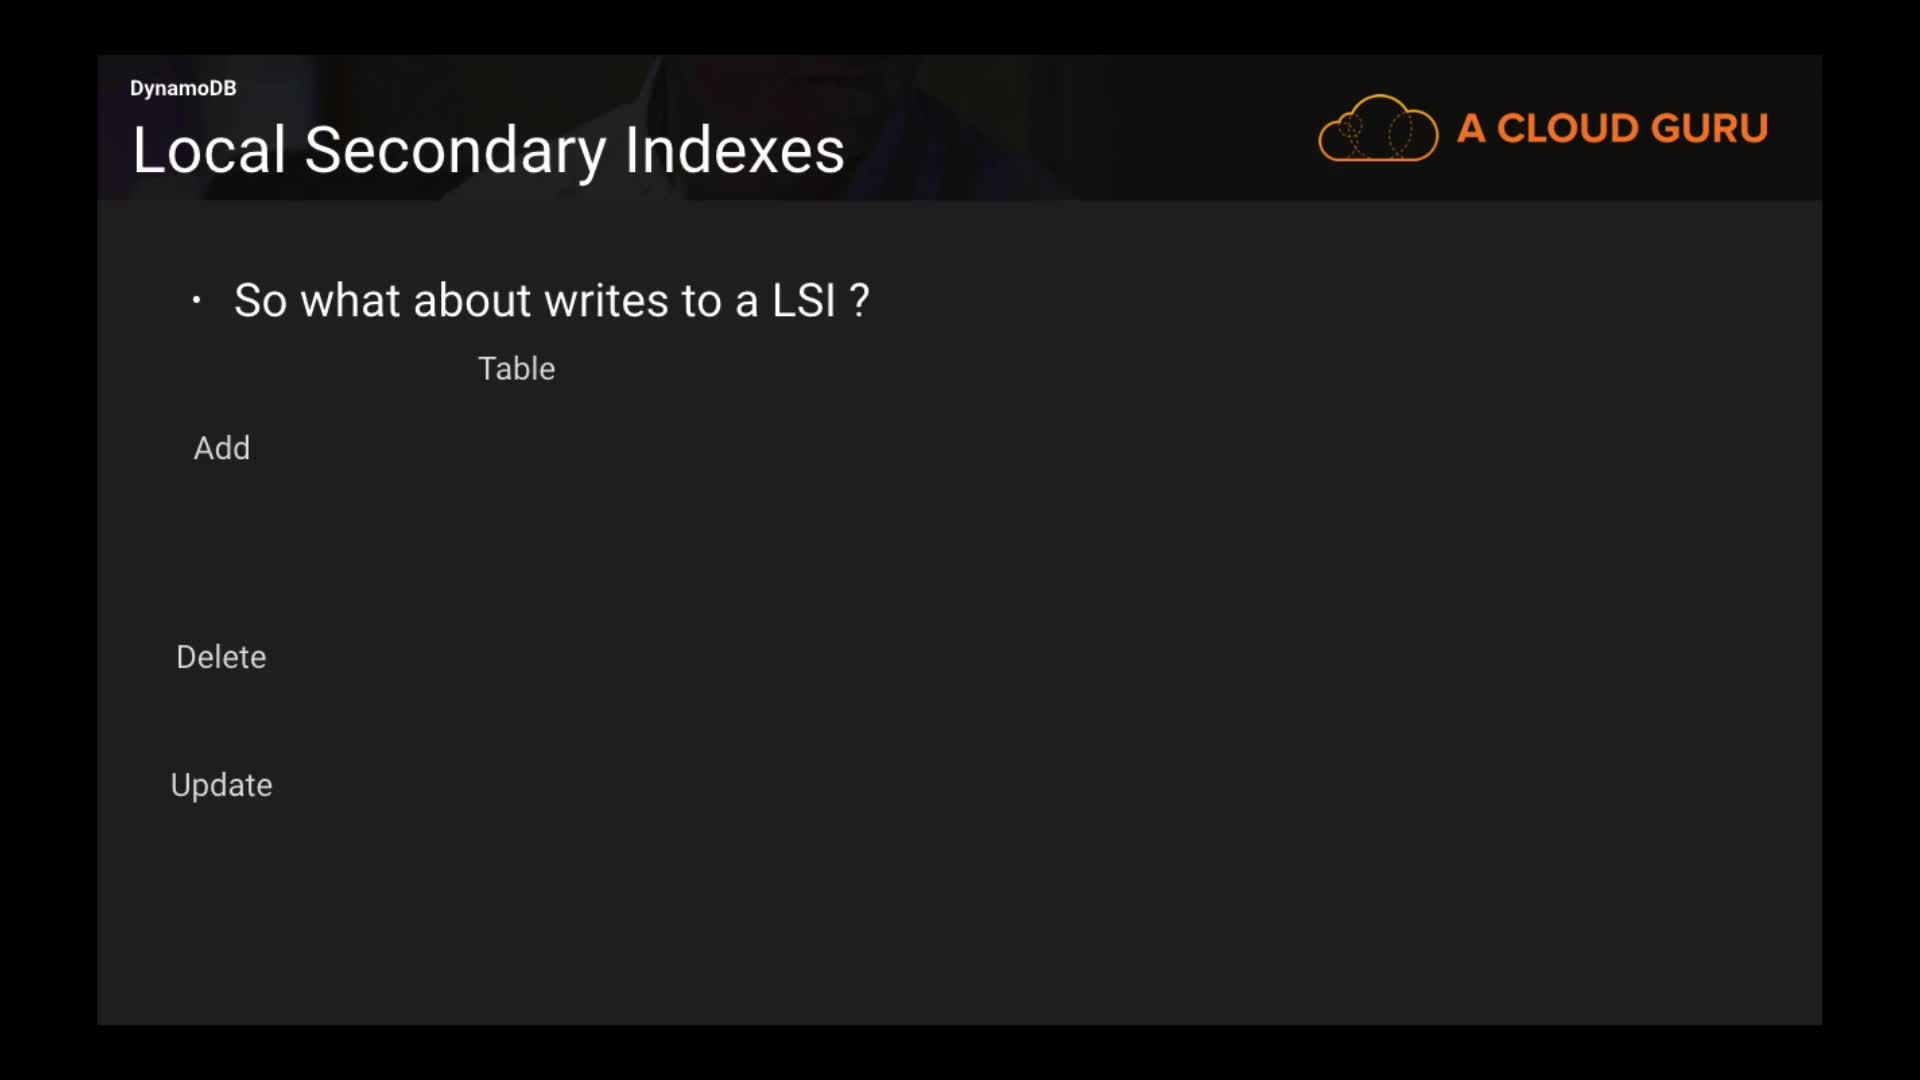 DynamoDB
Local Secondary Indexes
A CLOUD GURU
• So what about writes to a LSI ?
Table
Add
Delete
Update